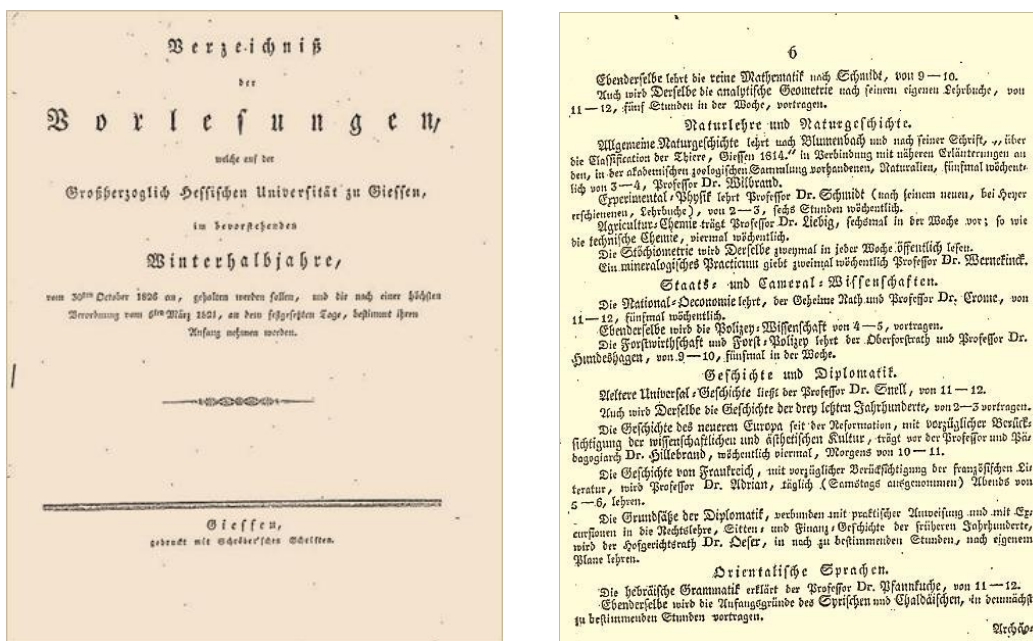 Verzeichniß
der
Vorlesungen,
welche auf der
Großherzoglich Hessischen Universität zu Giessen,
im bevorstehenden
Winterhalbjahre,
vom 30sten October 1826 an, gehalten werden sollen, und die nach einer höchsten
Verordnung vom 6ten März 1821, an dem festgesetzten Tage, bestimmt ihren
Anfang nehmen werden.
Giessen,
gedruckt mit Schröder'schen Schriften.
6
Ebenderselbe lehrt die reine Mathematik nach Schmidt, von 9—10.
Auch wird Derselbe die analytische Geometrie nach seinem eigenen Lehrbuche, von
11—12, fünf Stunden in der Woche, vortragen.
Naturlehre und Naturgeschichte.
Allgemeine Naturgeschichte lehrt nach Blumenbach und nach seiner Schrift, „über
die Classification der Thiere, Giessen 1814.“ in Verbindung mit näheren Erläuterungen an
den, in der akademischen zoologischen Sammlung vorhandenen, Naturalien, fünfmal wöchent-
lich von 3—4, Professor Dr. Wilbrand.
Experimental-Physik lehrt Professor Dr. Schmidt (nach seinem neuen, bei Heyer
erschienenen, Lehrbuche), von 2—3, sechs Stunden wöchentlich.
Agricultur-Chemie trägt Professor Dr. Liebig, sechsmal in der Woche vor; so wie
die technische Chemie, viermal wöchentlich.
Die Stöchiometrie wird Derselbe zweymal in jeder Woche öffentlich lesen.
Ein mineralogisches Practicum giebt zweimal wöchentlich Professor Dr. Wernekinck.
Staats- und Cameral-Wissenschaften.
Die National-Oeconomie lehrt, der Geheime Rath und Professor Dr. Crome, von
11—12, fünfmal wöchentlich.
Ebenderselbe wird die Polizey-Wissenschaft von 4—5, vortragen.
Die Forstwirthschaft und Forst-Polizey lehrt der Oberforstrath und Professor Dr.
Hundeshagen, von 9—10, fünfmal in der Woche.
Geschichte und Diplomatik.
Aeltere Universal-Geschichte ließt der Professor Dr. Snell, von 11—12.
Auch wird Derselbe die Geschichte der drey letzten Jahrhunderte, von 2—3 vortragen.
Die Geschichte des neueren Europa seit der Reformation, mit vorzüglicher Berück-
sichtigung der wissenschaftlichen und ästhetischen Kultur, trägt vor der Professor und Pä-
dagogiarch Dr. Hillebrand, wöchentlich viermal, Morgens von 10—11.
Die Geschichte von Frankreich, mit vorzüglicher Berücksichtigung der französischen Li-
teratur, wird Professor Dr. Adrian, täglich (Samstags ausgenommen) Abends von
5—6, lehren.
Die Grundsätze der Diplomatik, verbunden mit praktischer Anweisung und mit Ex-
cursionen in die Rechtslehre, Sitten- und Finanz-Geschichte der früheren Jahrhunderte,
wird der Hofgerichtsrath Dr. Oeser, in noch zu bestimmenden Stunden, nach eigenem
Plane lehren.
Orientalische Sprachen.
Die hebräische Grammatik erklärt der Professor Dr. Pfannkuche, von 11—12.
Ebenderselbe wird die Anfangsgründe des Syrischen und Chaldäischen, in demnächst
zu bestimmenden Stunden vortragen.
Archäo-